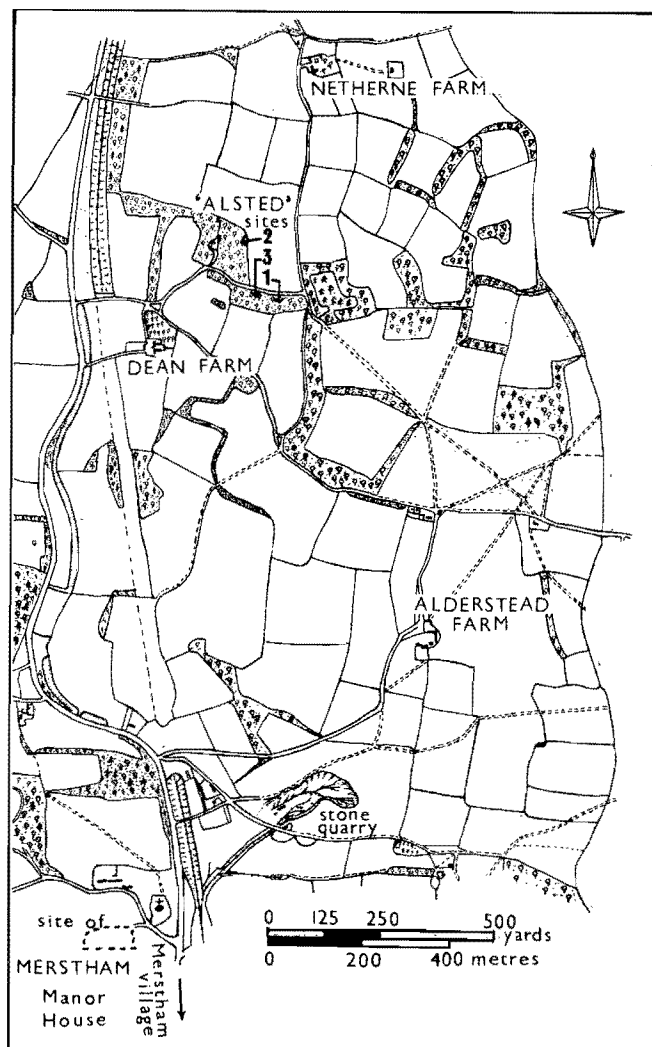 NETHERNE FARM
'ALSTED'
sites
2
3
1
DEAN FARM
ALDERSTEAD
FARM
stone
quarry
0 125 250 500
yards
0 200 400 metres
site of
MERSTHAM
Manor
House
Merstham
village